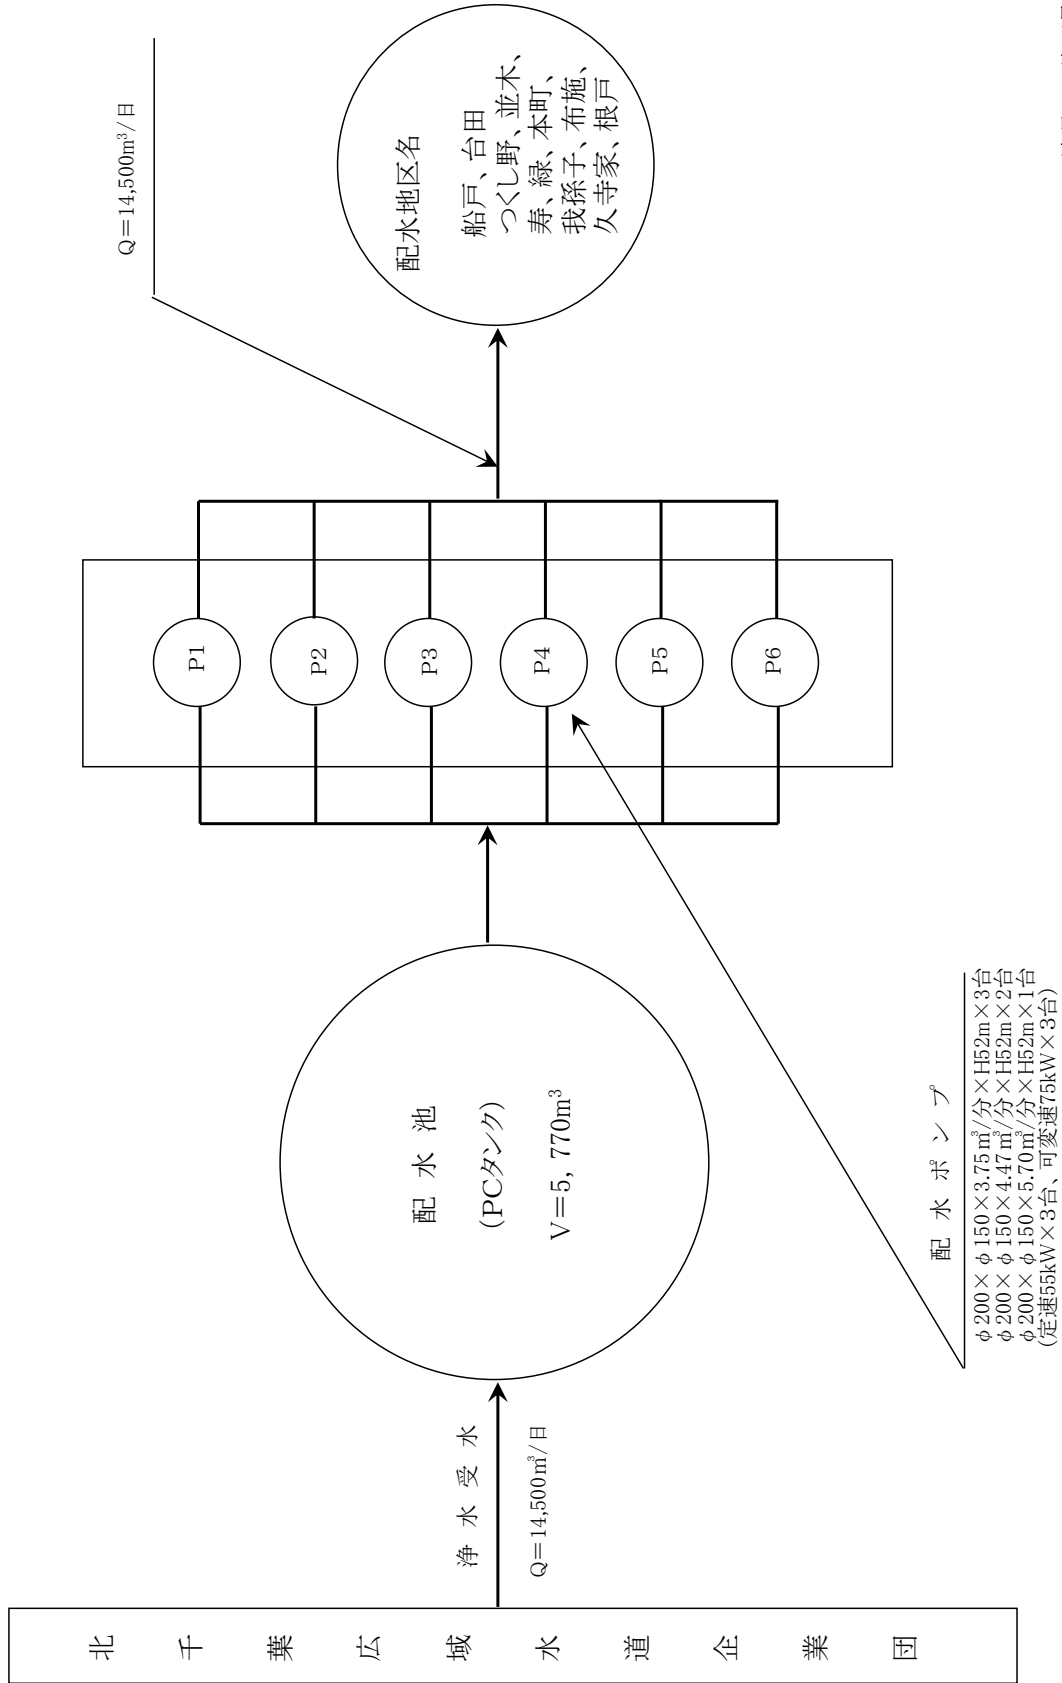 北千葉広域水道企業団
浄水受水
Q＝14,500㎥/日
配水池
(PCタンク)
V＝5, 770m³
配水ポンプ
φ200×φ150×3.75㎥/分×H52m×3台
φ200×φ150×4.47㎥/分×H52m×2台
φ200×φ150×5.70㎥/分×H52m×1台
(定速55kW×3台、可変速75kW×3台)
P1
P2
P3
P4
P5
P6
Q＝14,500m³/日
配水地区名
船戸、台田
つくし野、並木、
寿、緑、本町、
我孫子、布施、
久寺家、根戸